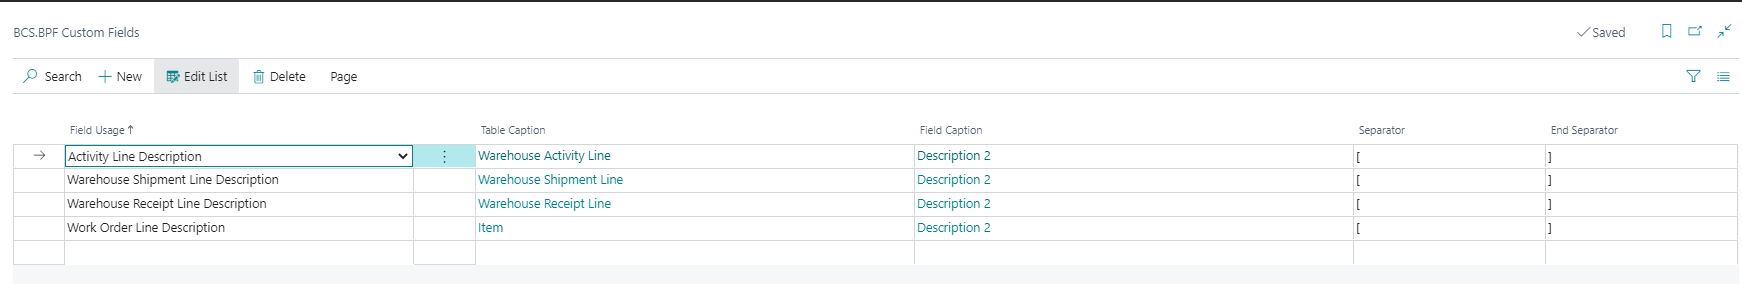 BCS.BPF Custom Fields Saved
Search New Edit List Delete Page
Field Usage ↑ Table Caption Field Caption Separator End Separator
Activity Line Description Warehouse Activity Line Description 2 [ ]
Warehouse Shipment Line Description Warehouse Shipment Line Description 2 [ ]
Warehouse Receipt Line Description Warehouse Receipt Line Description 2 [ ]
Work Order Line Description Item Description 2 [ ]